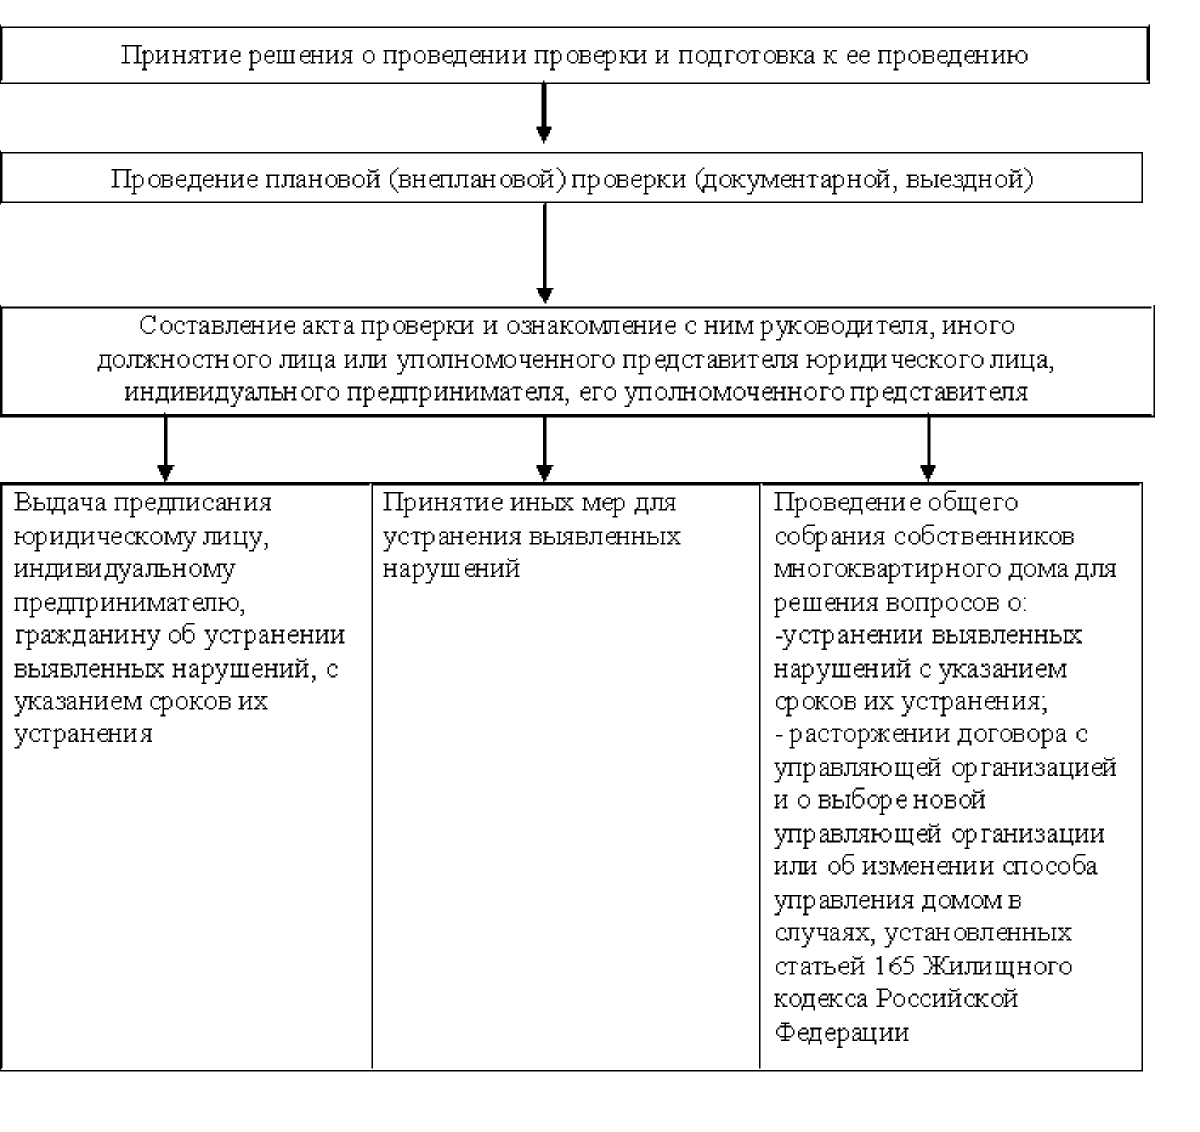 Принятие решения о проведении проверки и подготовка к ее проведению
Проведение плановой (внеплановой) проверки (документарной, выездной)
Составление акта проверки и ознакомление с ним руководителя, иного
должностного лица или уполномоченного представителя юридического лица,
индивидуального предпринимателя, его уполномоченного представителя
Выдача предписания
юридическому лицу,
индивидуальному
предпринимателю,
гражданину об устранении
выявленных нарушений, с
указанием сроков их
устранения
Принятие иных мер для
устранения выявленных
нарушений
Проведение общего
собрания собственников
многоквартирного дома для
решения вопросов о:
-устранении выявленных
нарушений с указанием
сроков их устранения;
- расторжении договора с
управляющей организацией
и о выборе новой
управляющей организации
или об изменении способа
управления домом в
случаях, установленных
статьей 165 Жилищного
кодекса Российской
Федерации